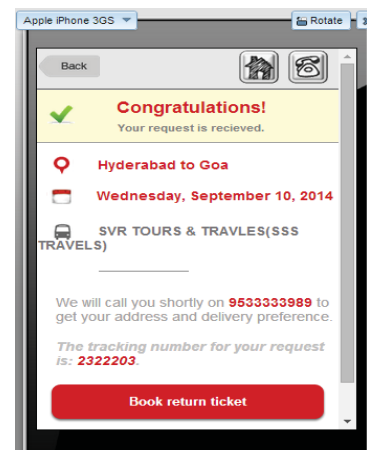 Apple iPhone 3GS
Rotate
Back
Congratulations!
Your request is recieved.
Hyderabad to Goa
Wednesday, September 10, 2014
SVR TOURS & TRAVLES(SSS
TRAVELS)
We will call you shortly on 9533333989 to
get your address and delivery preference.
The tracking number for your request
is: 2322203.
Book return ticket